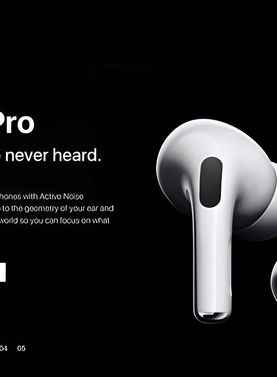 Pro
never heard.
hones with Active Noise
to the geometry of your ear and
world so you can focus on what
04 05